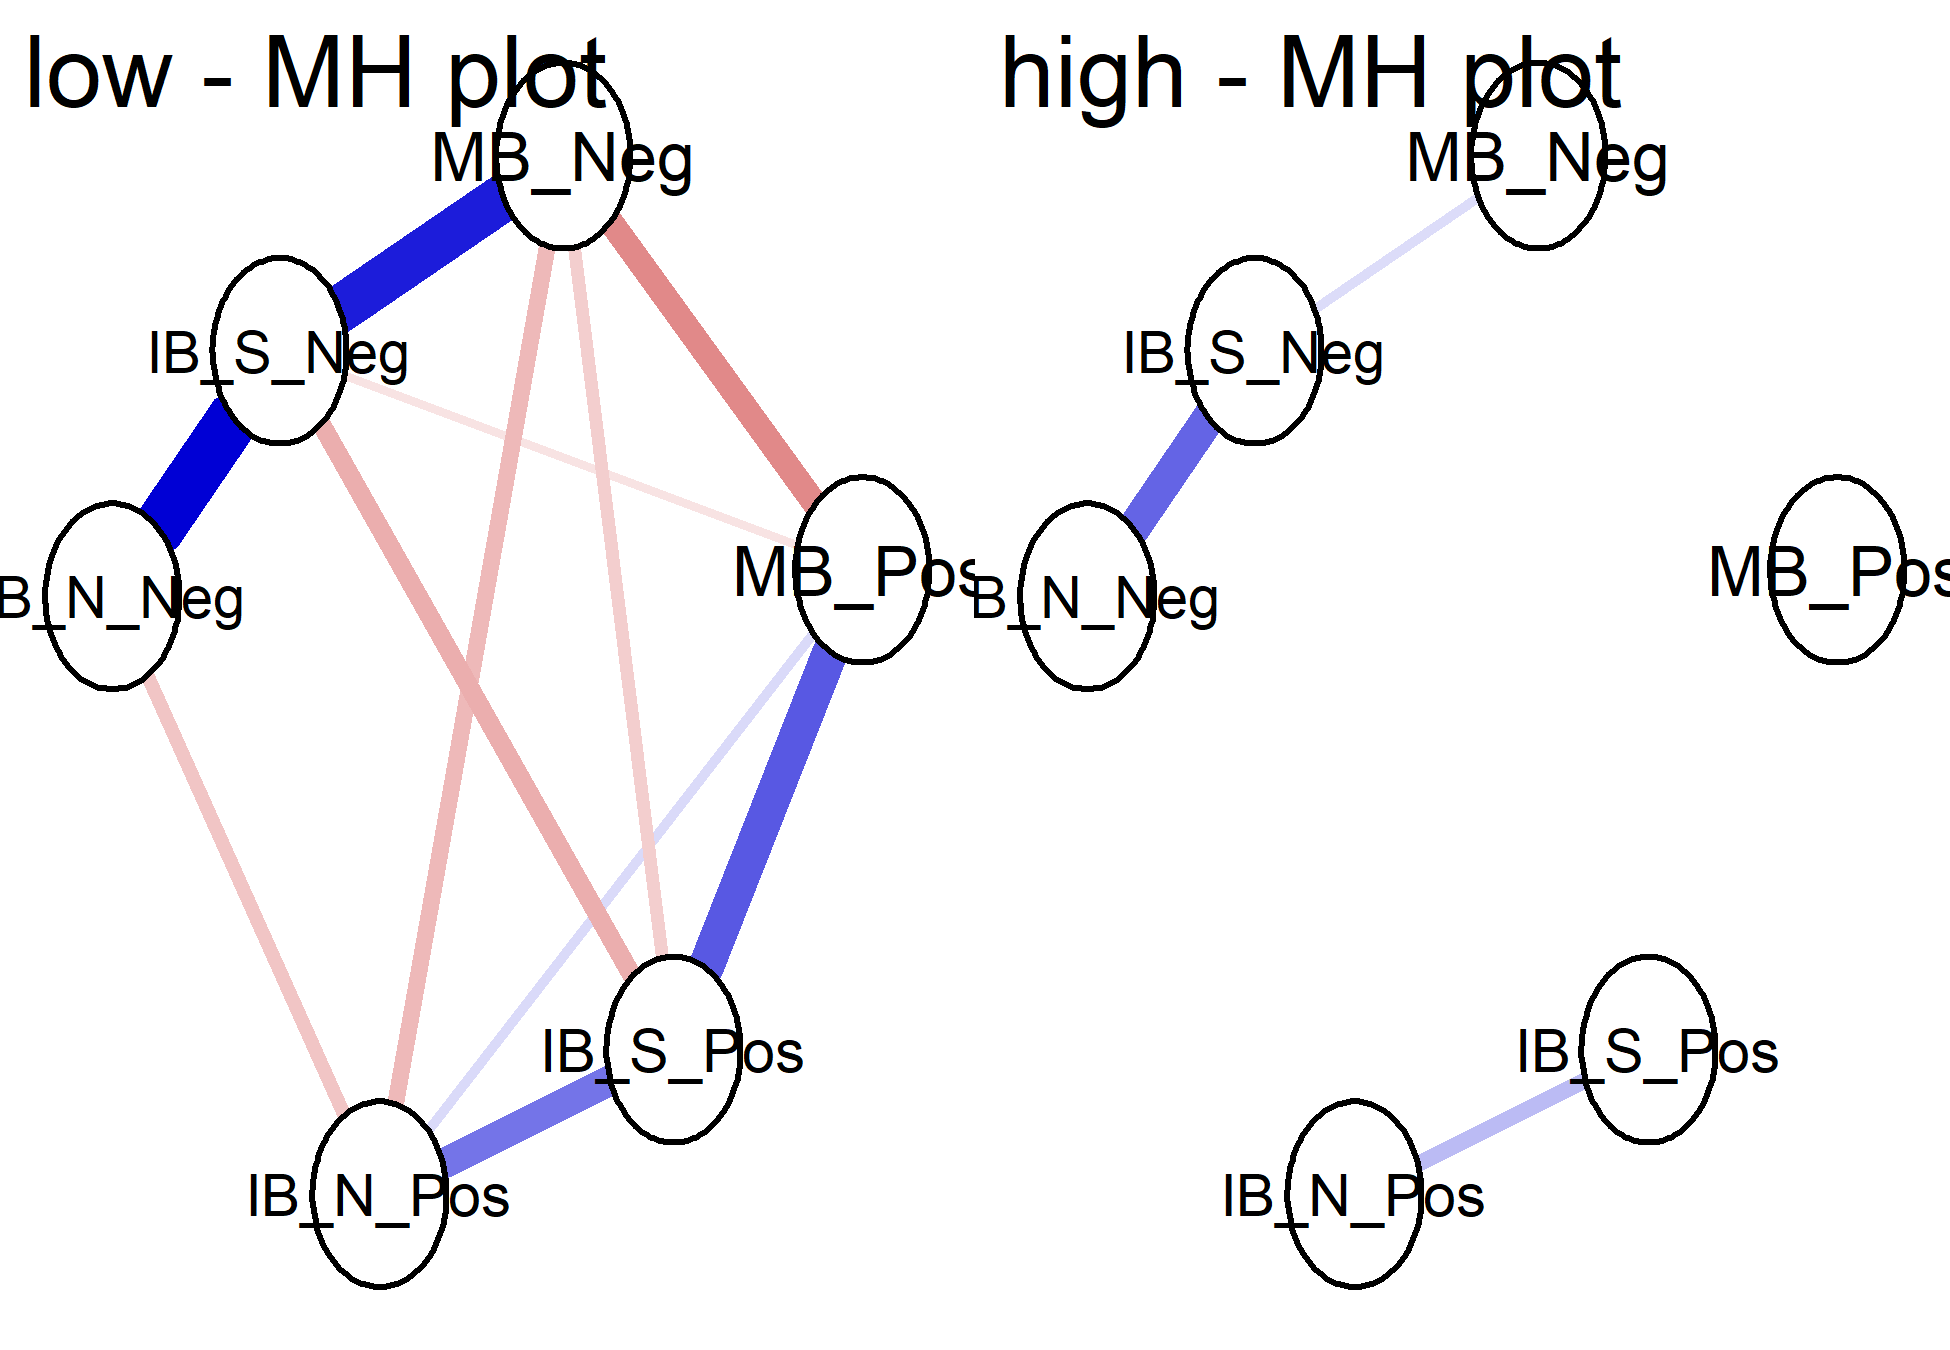 low - MH plot
MB_Neg
IB_S_Neg
B_N_Neg
MB_Pos
IB_S_Pos
IB_N_Pos
high - MH plot
MB_Neg
IB_S_Neg
B_N_Neg
MB_Pos
IB_S_Pos
IB_N_Pos